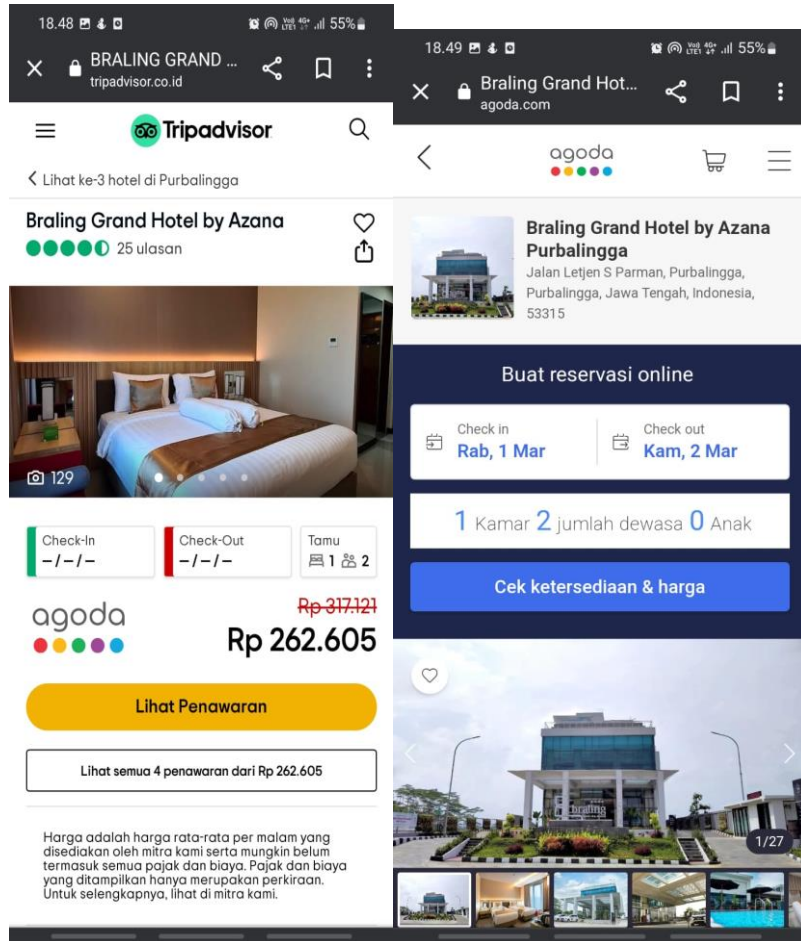 18.48
Vo)) 4G+
LTE1 55%
BRALING GRAND ...
tripadvisor.co.id
Tripadvisor
Lihat ke-3 hotel di Purbalingga
Braling Grand Hotel by Azana
25 ulasan
129
Check-In
-/-/-
Check-Out
-/-/-
Tamu
1 2
agoda
Rp 317.121
Rp 262.605
Lihat Penawaran
Lihat semua 4 penawaran dari Rp 262.605
Harga adalah harga rata-rata per malam yang
disediakan oleh mitra kami serta mungkin belum
termasuk semua pajak dan biaya. Pajak dan biaya
yang ditampilkan hanya merupakan perkiraan.
Untuk selengkapnya, lihat di mitra kami.
18.49
Vo)) 4G+
LTE1 55%
Braling Grand Hot...
agoda.com
agoda
Braling Grand Hotel by Azana
Purbalingga
Jalan Letjen S Parman, Purbalingga,
Purbalingga, Jawa Tengah, Indonesia,
53315
Buat reservasi online
Check in
Rab, 1 Mar
Check out
Kam, 2 Mar
1 Kamar 2 jumlah dewasa 0 Anak
Cek ketersediaan & harga
braling
1/27